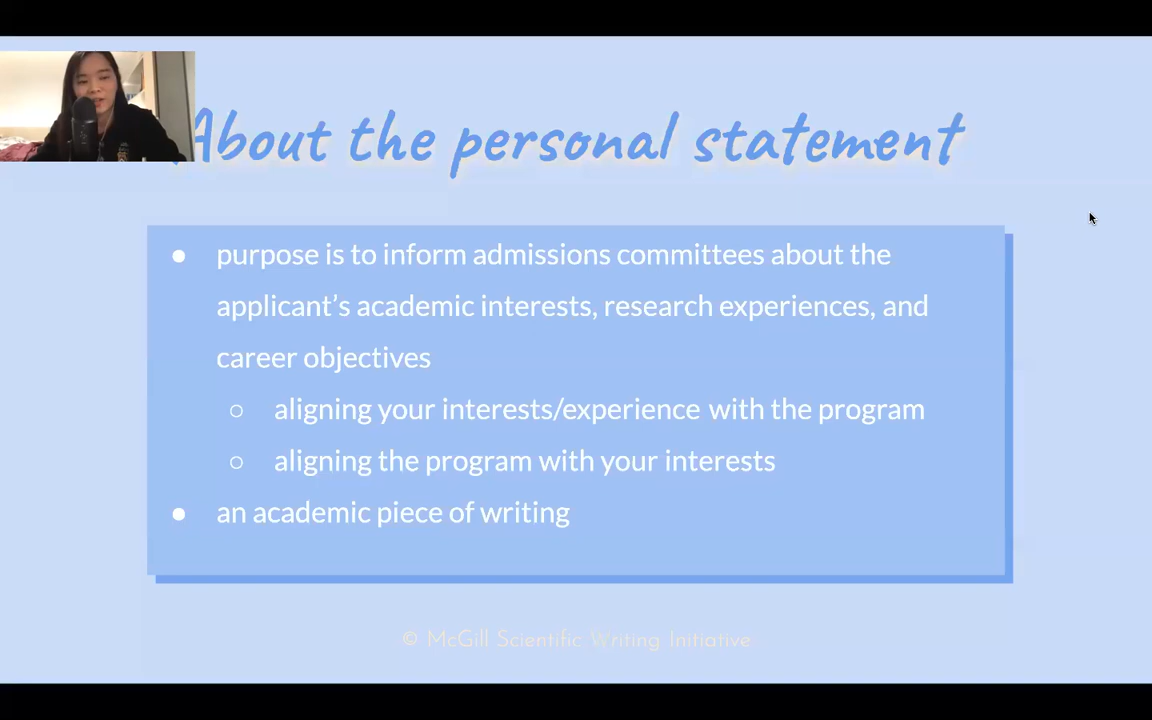 About the personal statement
● purpose is to inform admissions committees about the
applicant’s academic interests, research experiences, and
career objectives
○ aligning your interests/experience with the program
○ aligning the program with your interests
● an academic piece of writing
© McGill Scientific Writing Initiative